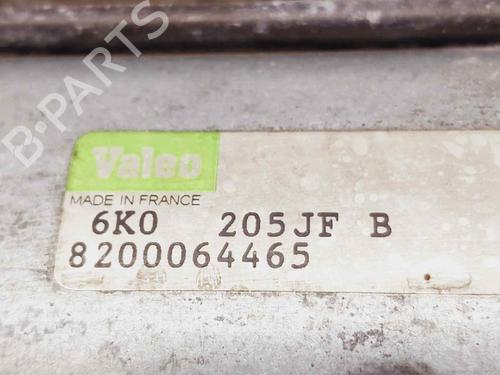 B-PARTS
Valeo
MADE IN FRANCE
6K0 205JF B
8200064465